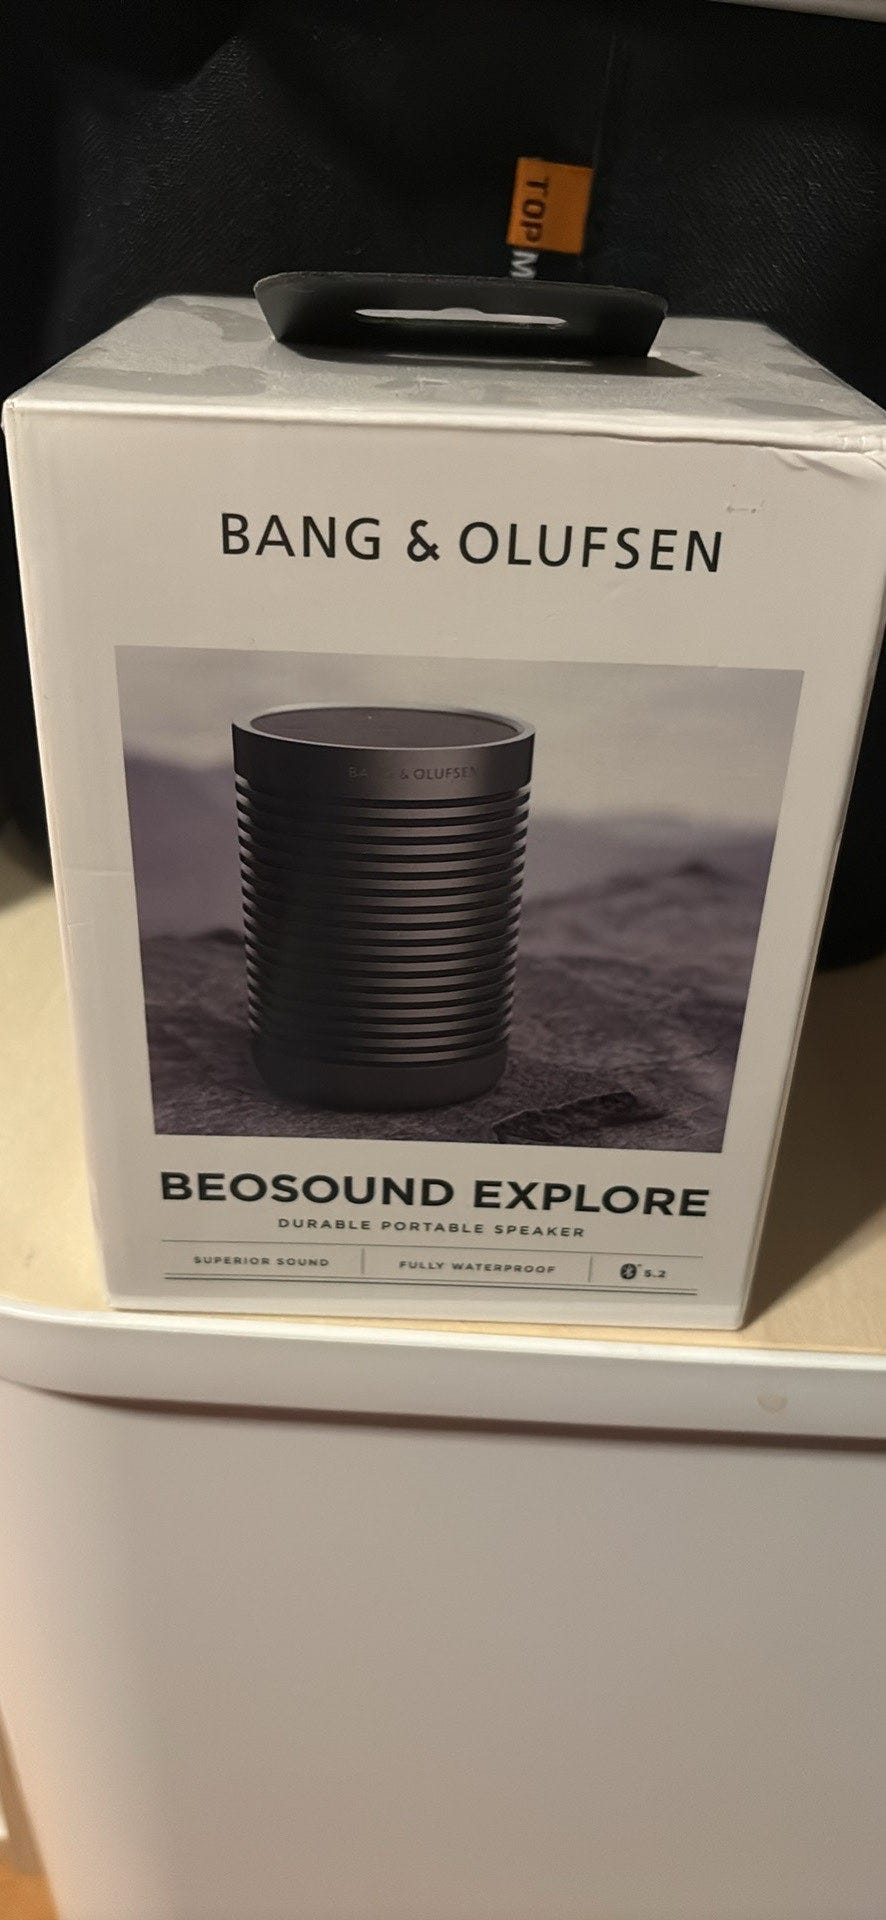 TOP
M
BANG & OLUFSEN
BANG & OLUFSEN
BEOSOUND EXPLORE
DURABLE PORTABLE SPEAKER
SUPERIOR SOUND
FULLY WATERPROOF
5.2